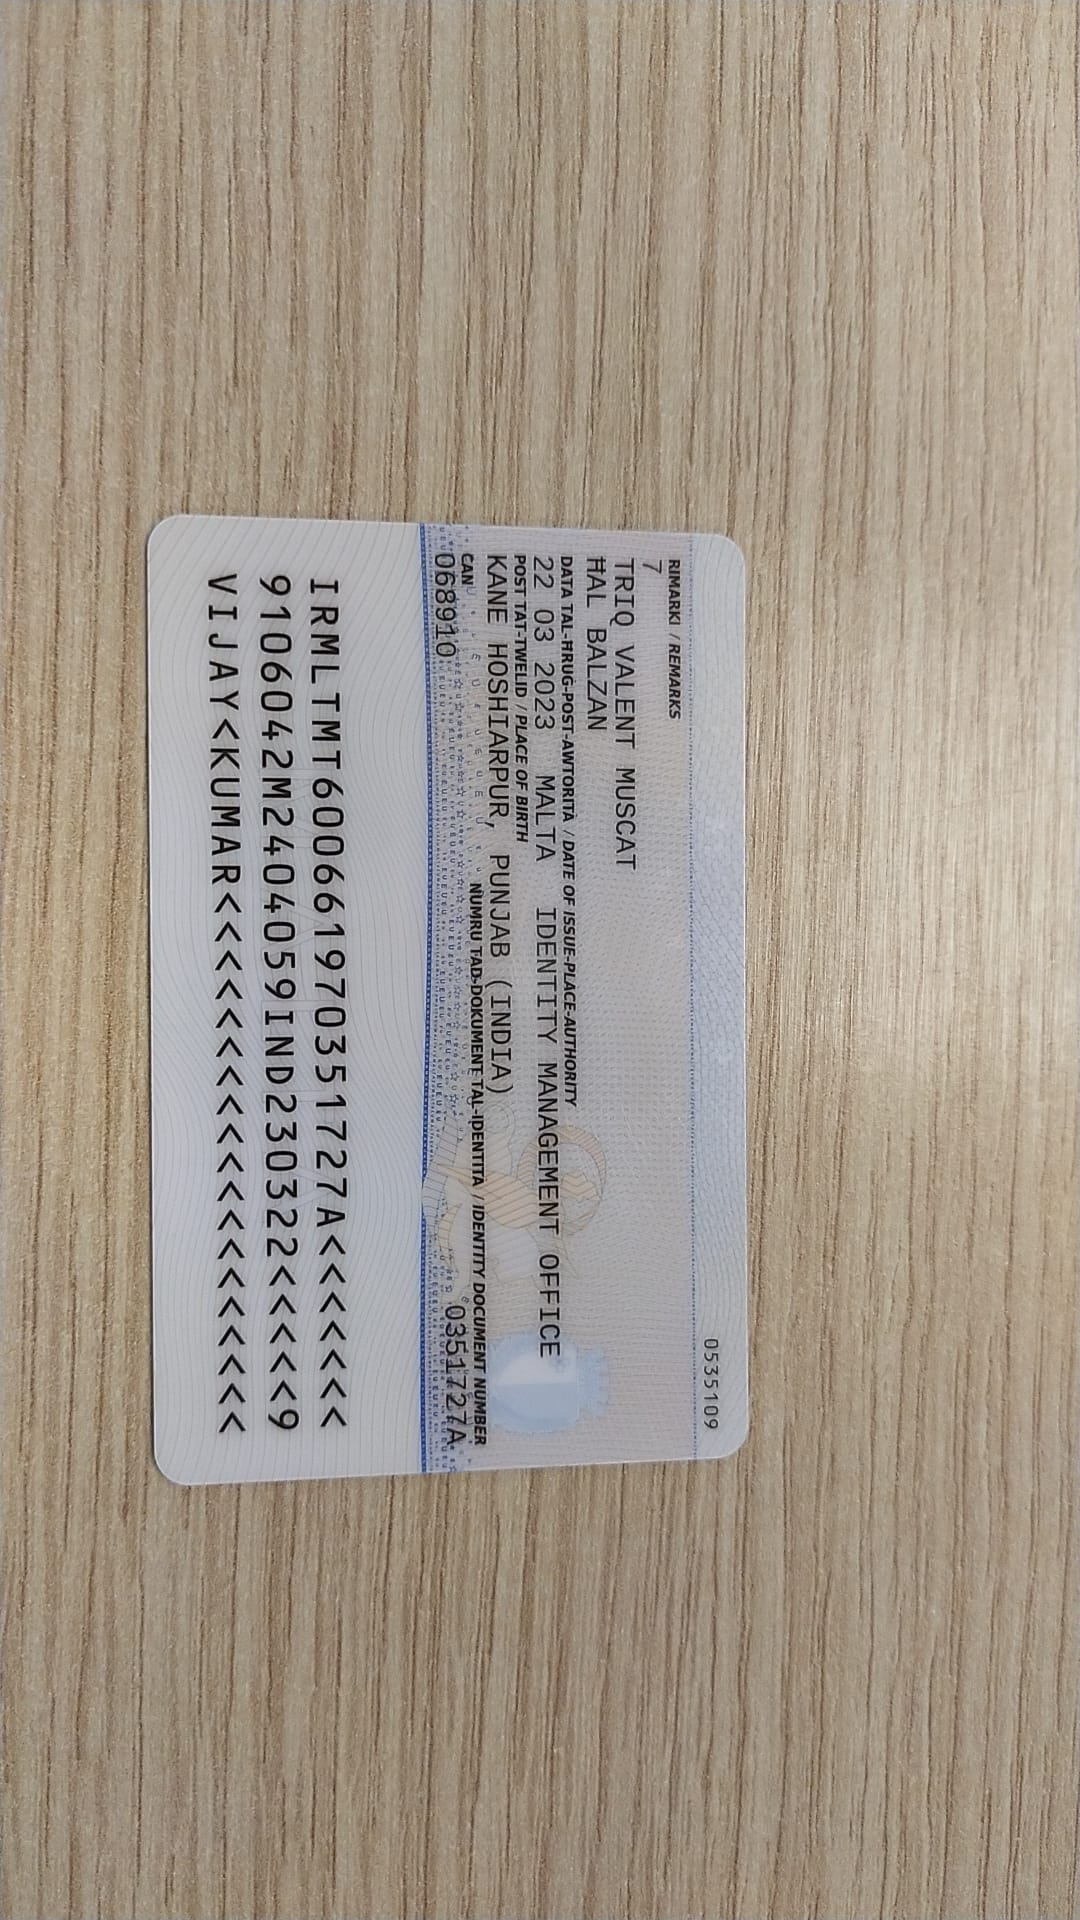 0535109
RIMARKI / REMARKS
7
TRIQ VALENT MUSCAT
ĦAL BALZAN
DATA TAL-ĦRUĠ-POST-AWTORITÀ / DATE OF ISSUE-PLACE-AUTHORITY
22 03 2023 MALTA IDENTITY MANAGEMENT OFFICE
POST TAT-TWELID / PLACE OF BIRTH
KANE HOSHIARPUR, PUNJAB (INDIA)
CAN NUMRU TAD-DOKUMENT TAL-IDENTITÀ / IDENTITY DOCUMENT NUMBER
068910 0351727A
IRMLTMT6006619970351727A<<<<<<<
9106042M2404059IND230322<<<<<<9
VIJAY<KUMAR<<<<<<<<<<<<<<<<<<<